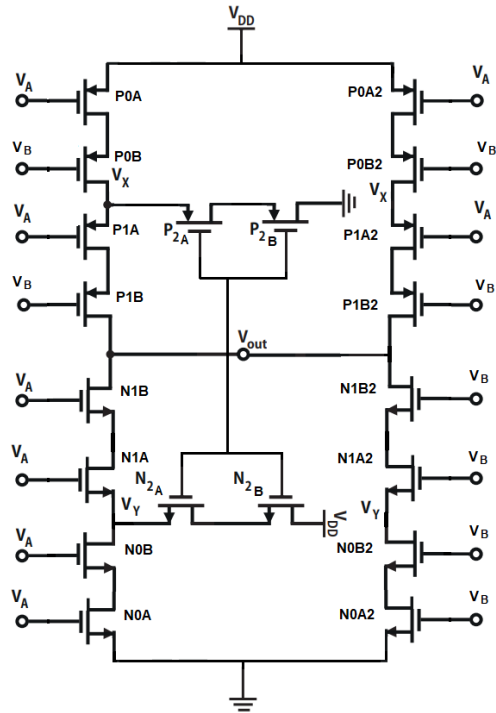 VDD
VA
P0A
P0A2
VA
VB
P0B
P0B2
VB
VX
VX
VA
P1A
P2A
P2B
P1A2
VA
VB
P1B
P1B2
VB
Vout
VA
N1B
N1B2
VB
VA
N1A
N2A
N2B
N1A2
VB
VY
VDD
VY
VA
N0B
N0B2
VB
VA
N0A
N0A2
VB